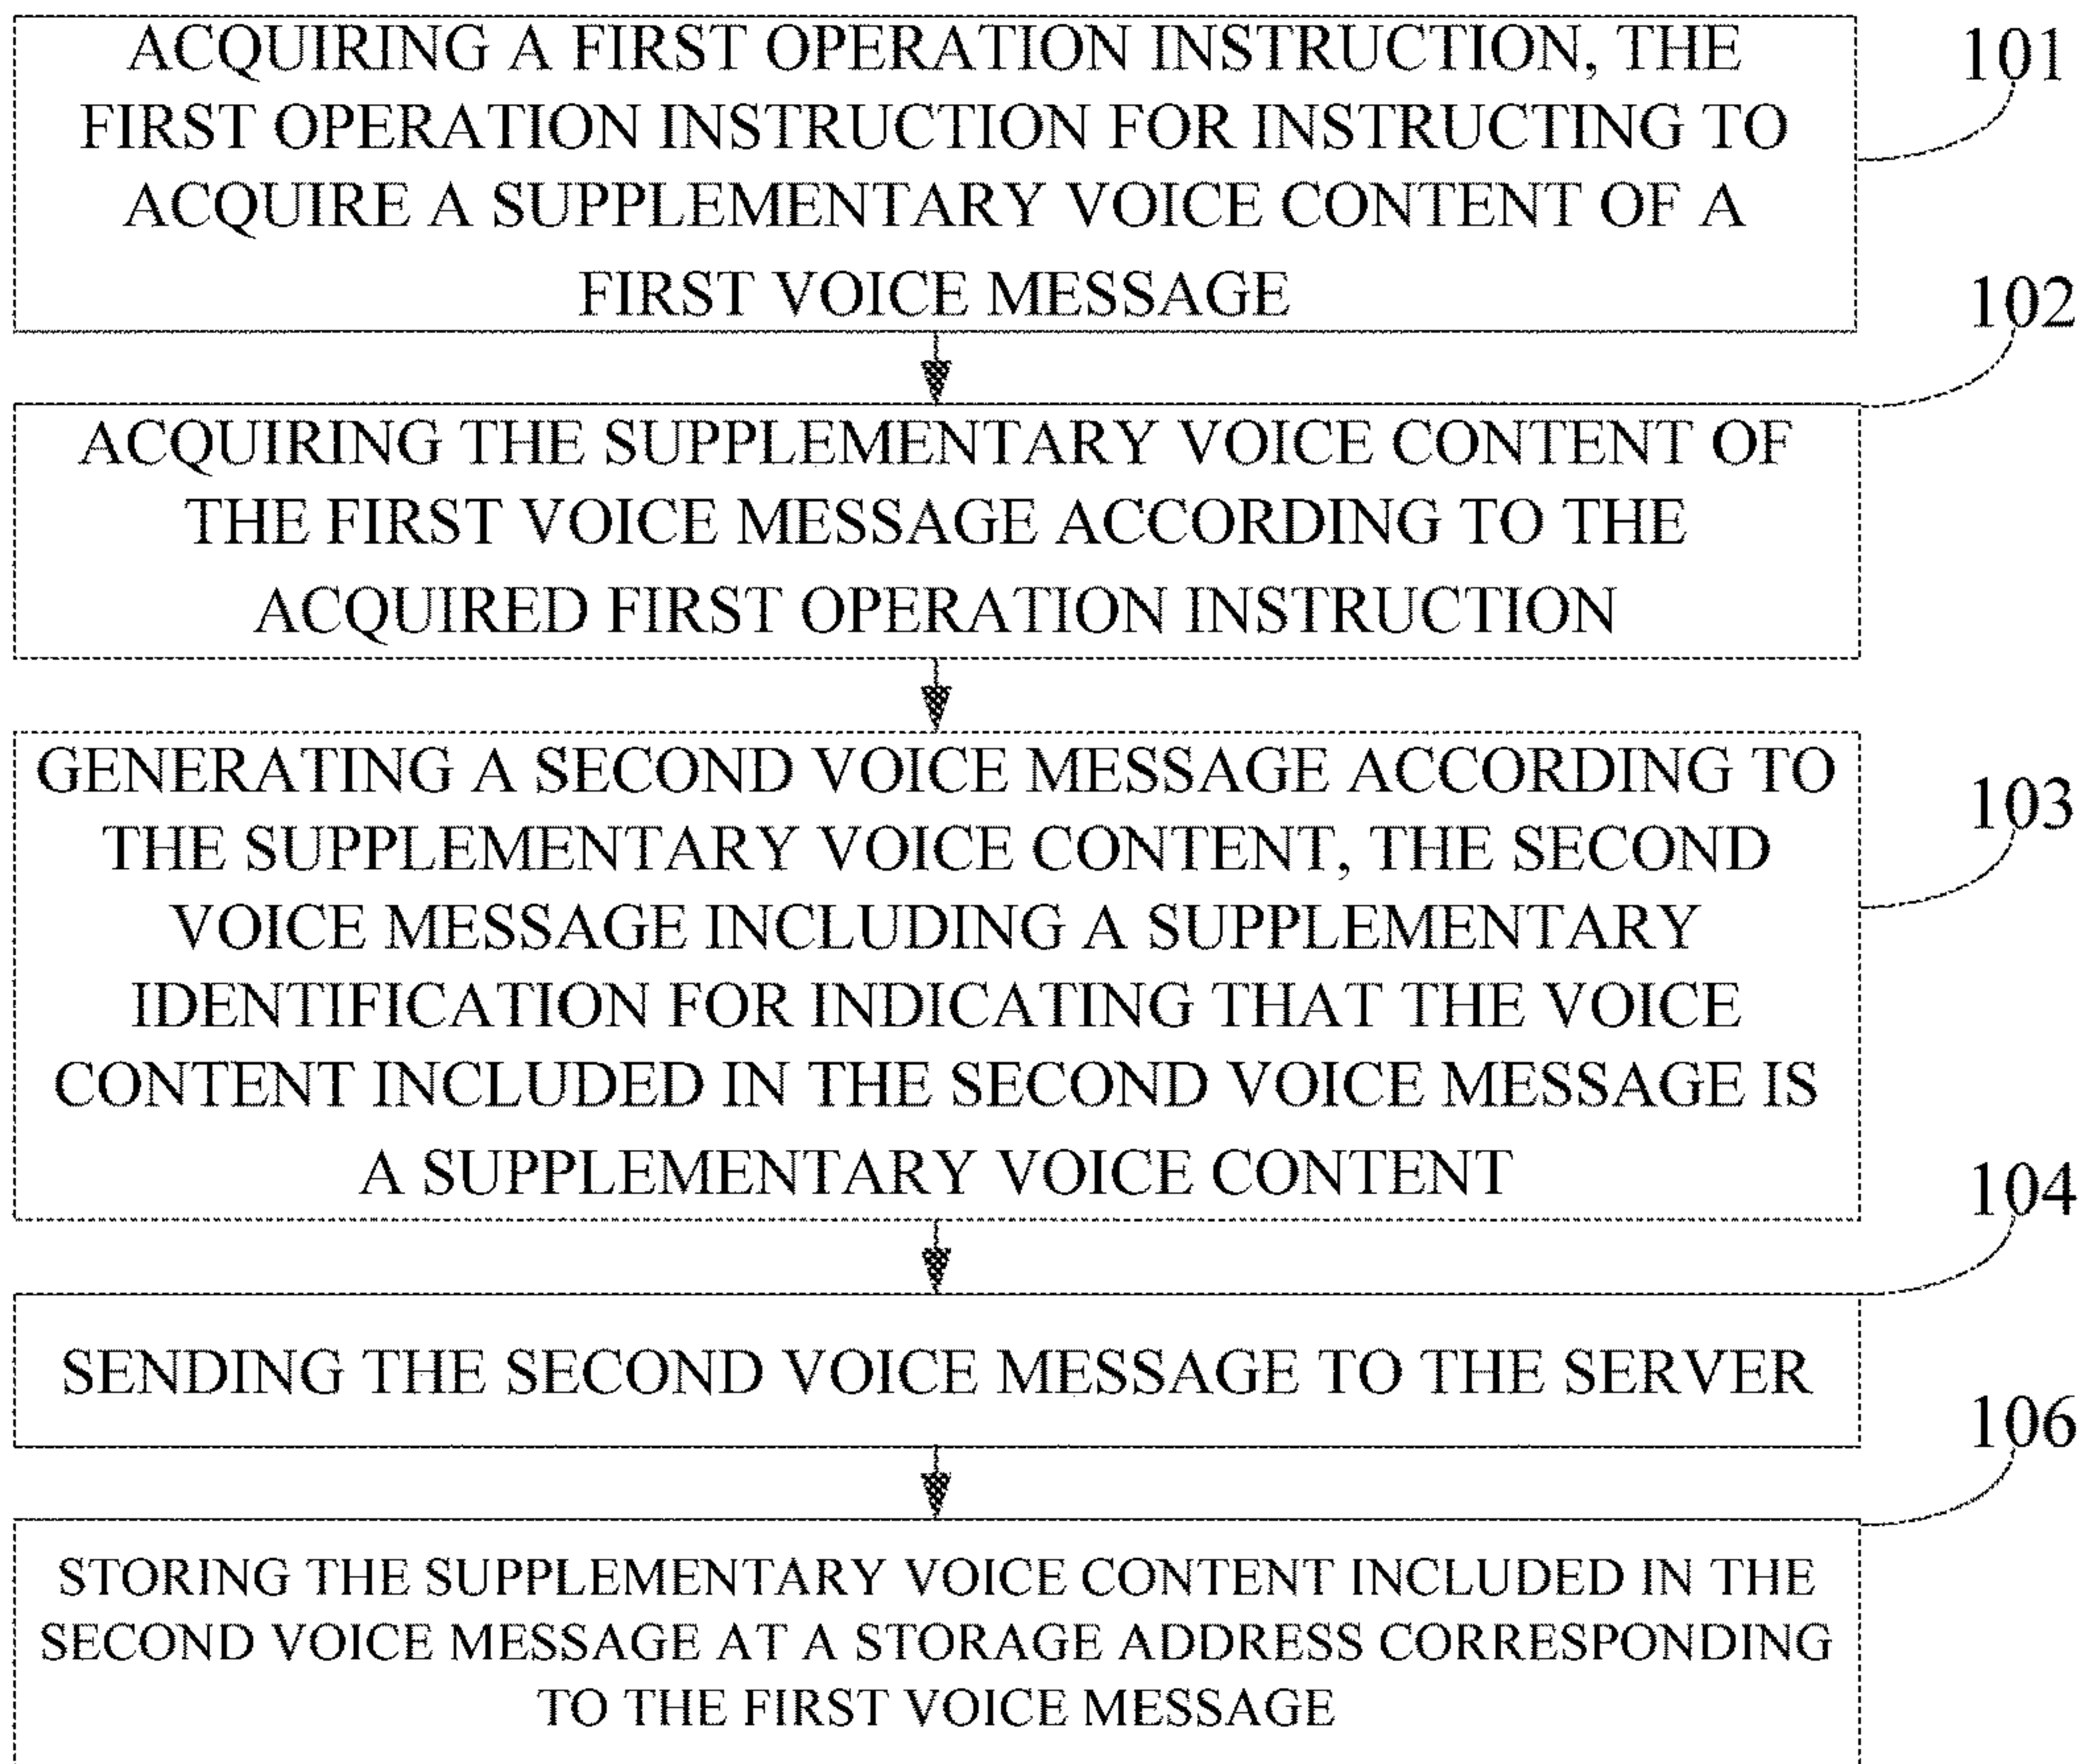 ACQUIRING A FIRST OPERATION INSTRUCTION, THE
FIRST OPERATION INSTRUCTION FOR INSTRUCTING TO
ACQUIRE A SUPPLEMENTARY VOICE CONTENT OF A
FIRST VOICE MESSAGE
101
ACQUIRING THE SUPPLEMENTARY VOICE CONTENT OF
THE FIRST VOICE MESSAGE ACCORDING TO THE
ACQUIRED FIRST OPERATION INSTRUCTION
102
GENERATING A SECOND VOICE MESSAGE ACCORDING TO
THE SUPPLEMENTARY VOICE CONTENT, THE SECOND
VOICE MESSAGE INCLUDING A SUPPLEMENTARY
IDENTIFICATION FOR INDICATING THAT THE VOICE
CONTENT INCLUDED IN THE SECOND VOICE MESSAGE IS
A SUPPLEMENTARY VOICE CONTENT
103
SENDING THE SECOND VOICE MESSAGE TO THE SERVER
104
STORING THE SUPPLEMENTARY VOICE CONTENT INCLUDED IN THE
SECOND VOICE MESSAGE AT A STORAGE ADDRESS CORRESPONDING
TO THE FIRST VOICE MESSAGE
106